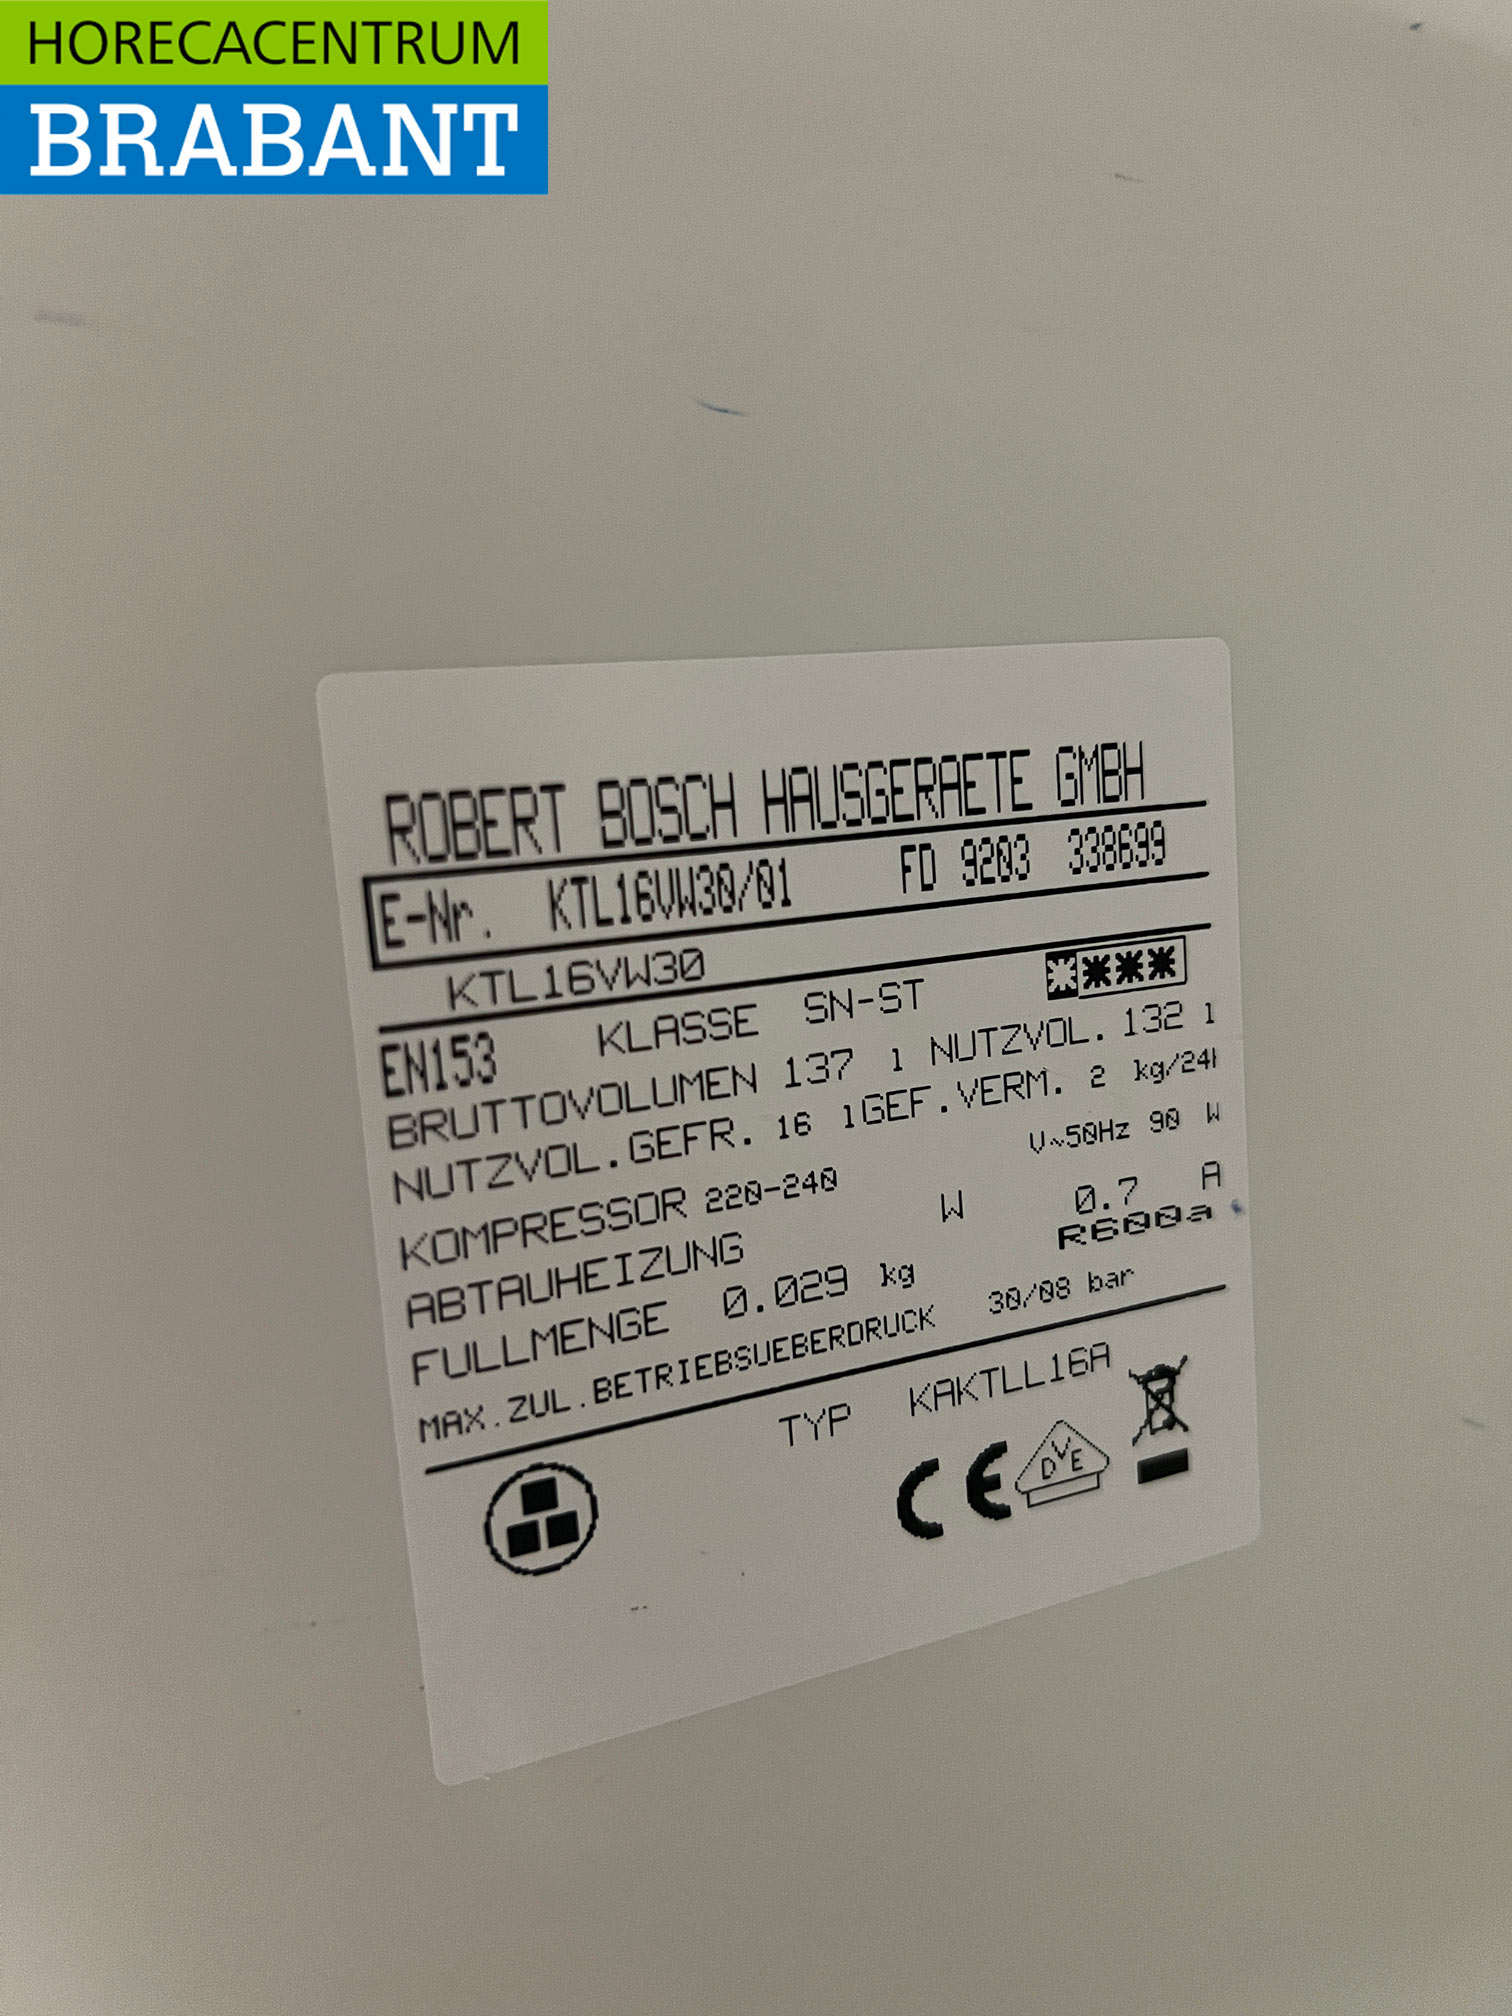 HORECACENTRUM
BRABANT
ROBERT BOSCH HAUSGERAETE GMBH
E-Nr. KTL16VW30/01 FD 9203 338699
KTL16VW30
EN153 KLASSE SN-ST
BRUTTOVOLUMEN 137 l NUTZVOL. 132 l
NUTZVOL.GEFR. 16 lGEF.VERM. 2 kg/24h
KOMPRESSOR 220-240 V~50Hz 90 W
ABTAUHEIZUNG W 0.7 A
FULLMENGE 0.029 kg R600a
MAX.ZUL.BETRIEBSUEBERDRUCK 30/08 bar
TYP KAKTLL16A
CE DVE